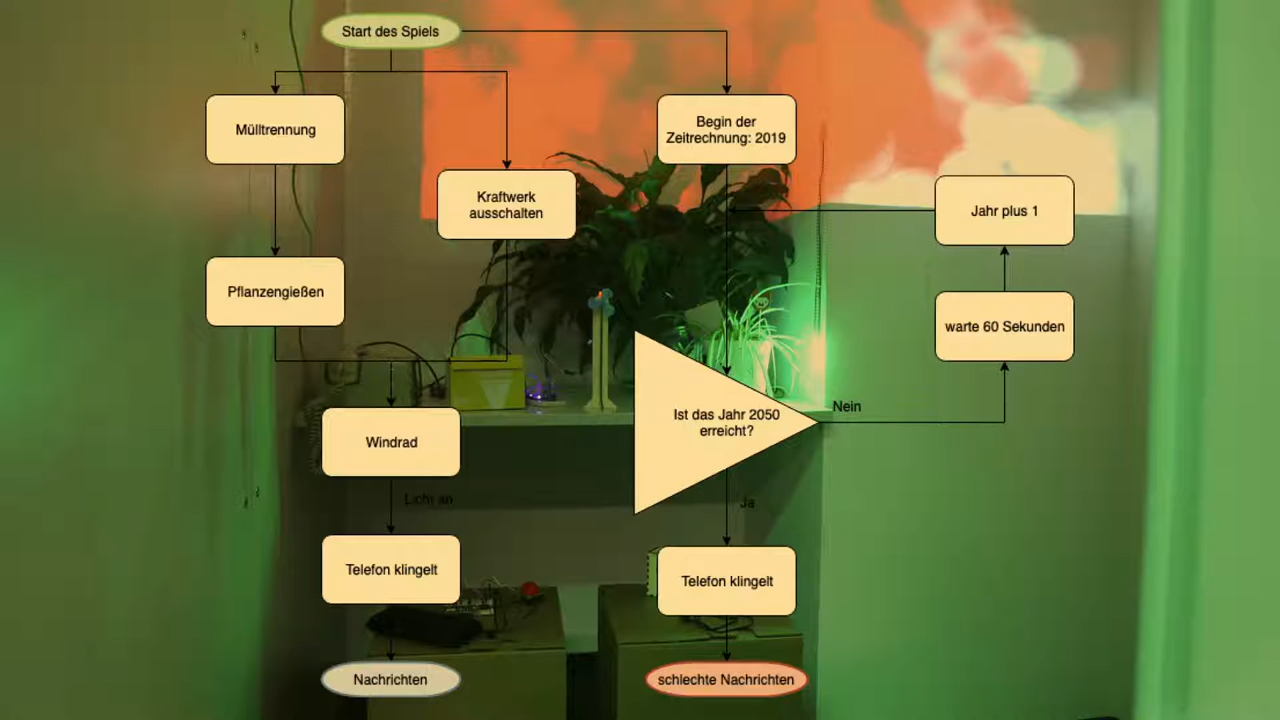 Start des Spiels
Mülltrennung
Begin der
Zeitrechnung: 2019
Kraftwerk
ausschalten
Jahr plus 1
Pflanzengießen
warte 60 Sekunden
Ist das Jahr 2050
erreicht?
Nein
Windrad
Licht an
Ja
Telefon klingelt
Telefon klingelt
Nachrichten
schlechte Nachrichten